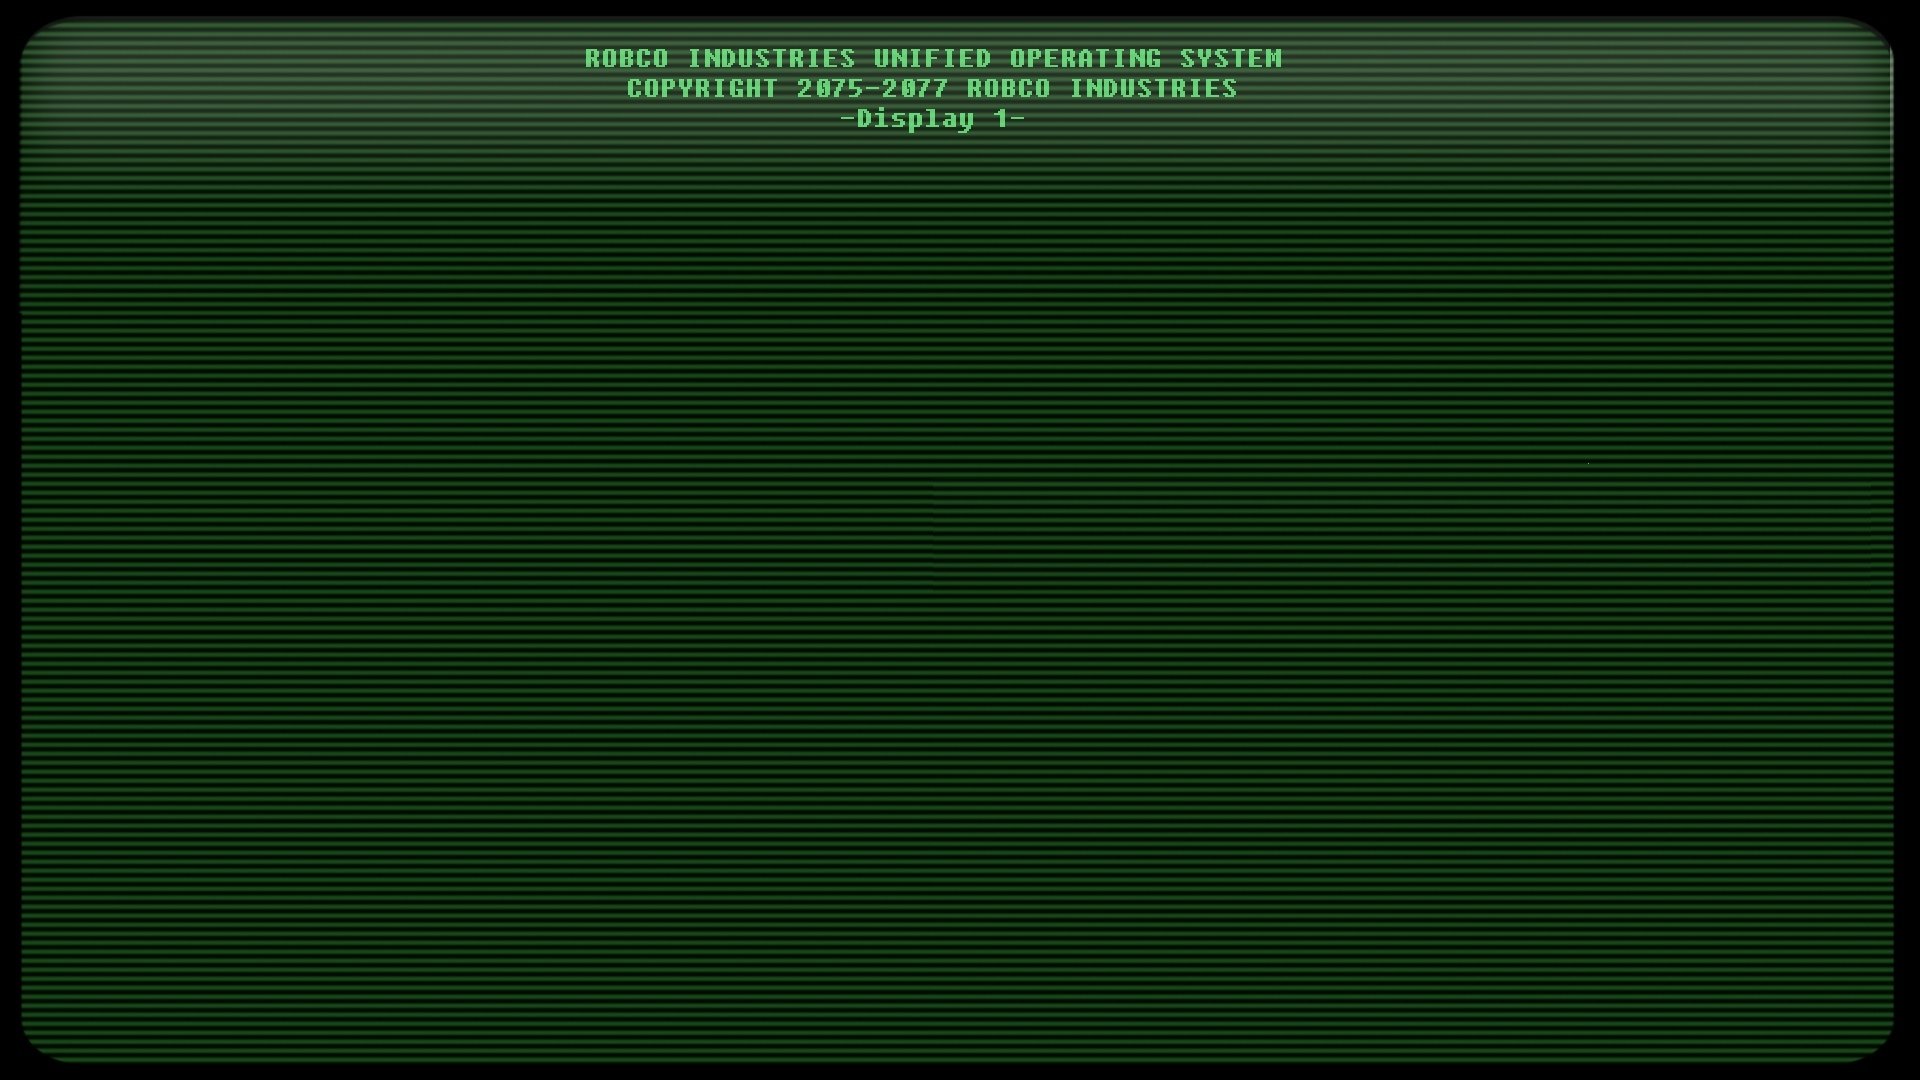 ROBCO INDUSTRIES UNIFIED OPERATING SYSTEM
COPYRIGHT 2075-2077 ROBCO INDUSTRIES
-Display 1-